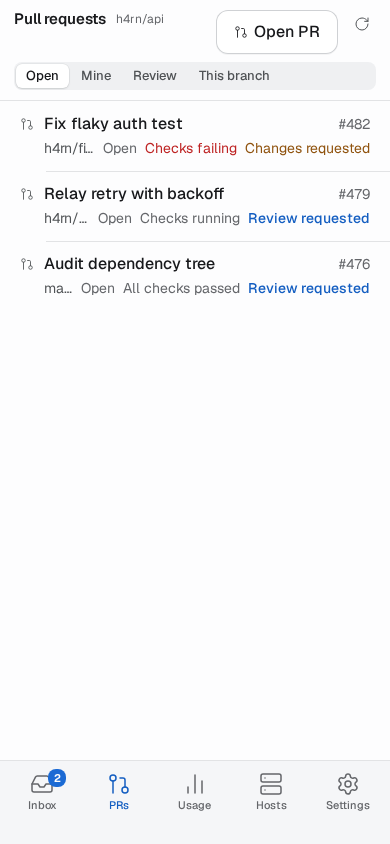 Pull requests h4rn/api Open PR
Open Mine Review This branch
Fix flaky auth test #482
h4rn/fi... Open Checks failing Changes requested
Relay retry with backoff #479
h4rn/... Open Checks running Review requested
Audit dependency tree #476
ma... Open All checks passed Review requested
2
Inbox PRs Usage Hosts Settings